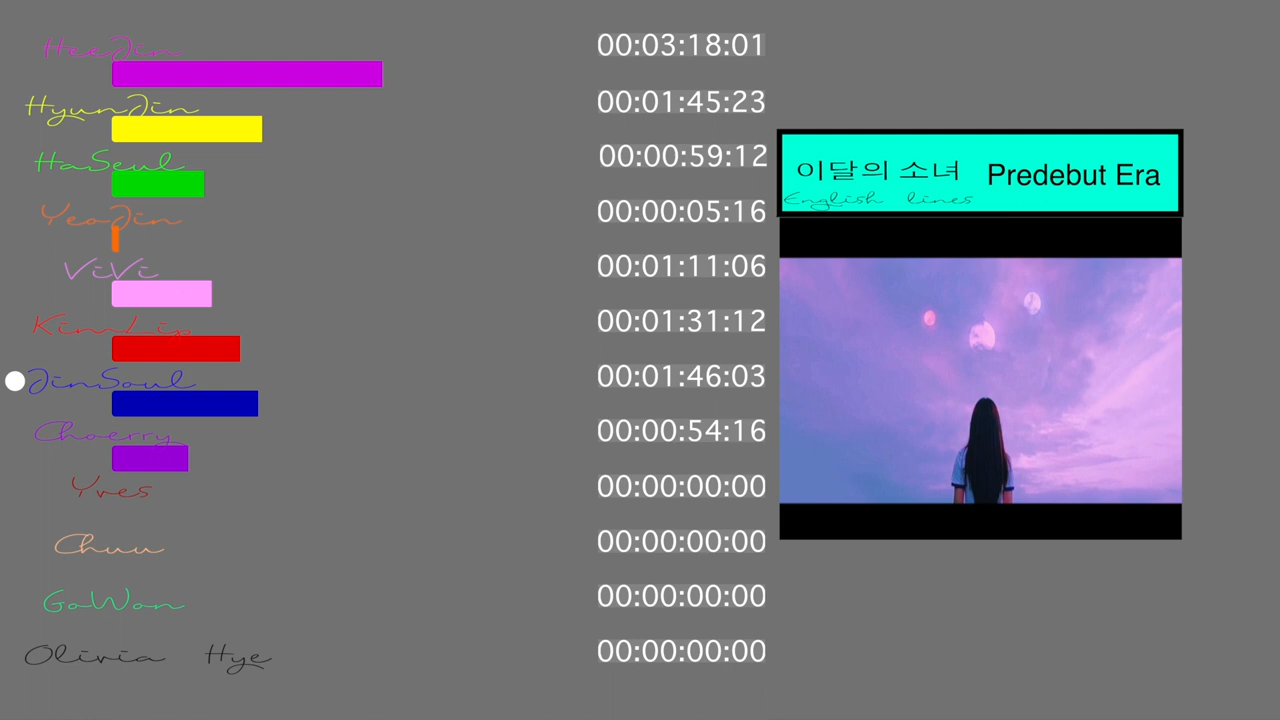 HeeJin 00:03:18:01
HyunJin 00:01:45:23
HaSeul 00:00:59:12
YeoJin 00:00:05:16
ViVi 00:01:11:06
Kim Lip 00:01:31:12
JinSoul 00:01:46:03
Choerry 00:00:54:16
Yves 00:00:00:00
Chuu 00:00:00:00
GoWon 00:00:00:00
Olivia Hye 00:00:00:00
이달의 소녀 Predebut Era
English lines